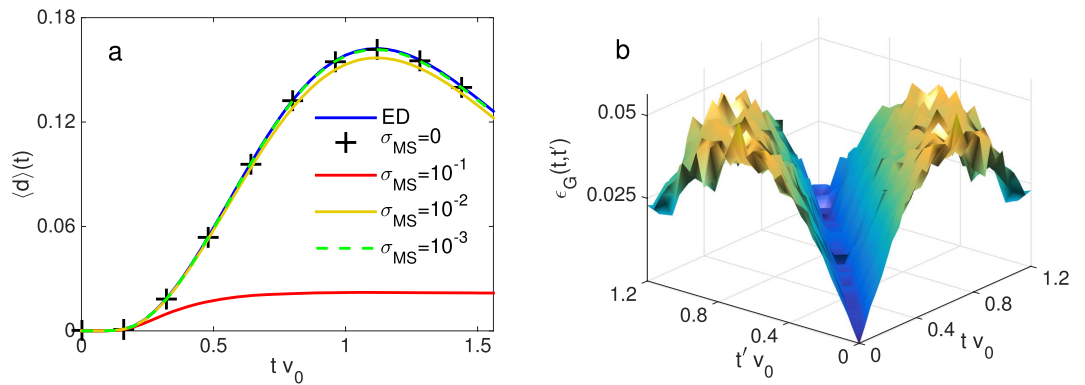 a
0.18
0.12
0.06
0
⟨d⟩(t)
ED
σ_MS=0
σ_MS=10^-1
σ_MS=10^-2
σ_MS=10^-3
0 0.5 1 1.5
t v_0
b
0.05
0.025
ϵ_G(t,t′)
1.2 0.8 0.4 0
t′ v_0
0 0.4 0.8 1.2
t v_0